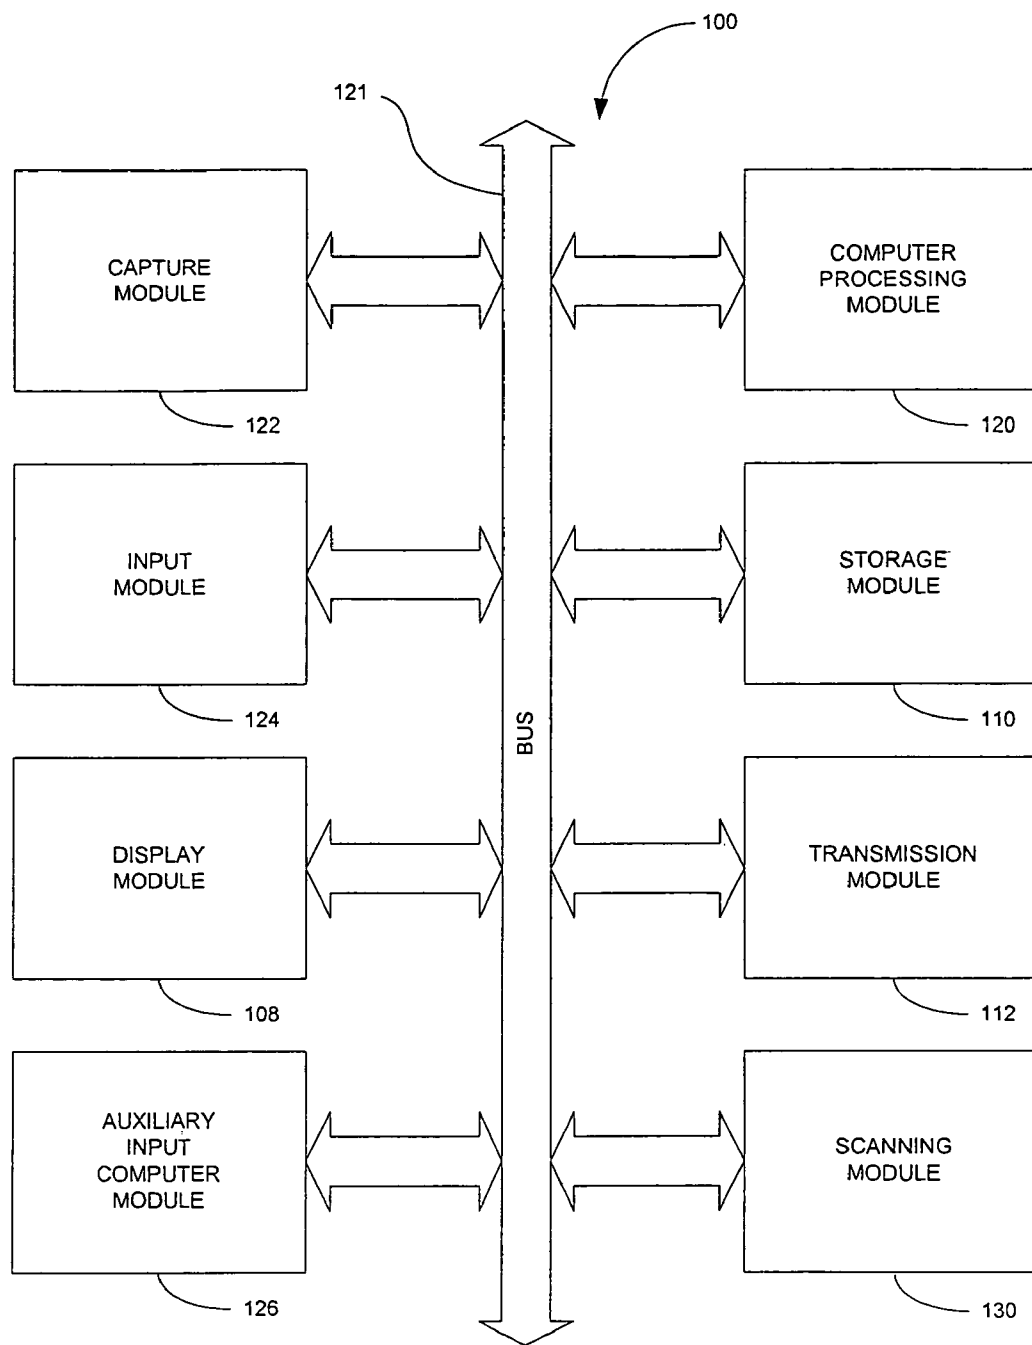 100
121
CAPTURE
MODULE
122
COMPUTER
PROCESSING
MODULE
120
INPUT
MODULE
124
STORAGE
MODULE
110
BUS
DISPLAY
MODULE
108
TRANSMISSION
MODULE
112
AUXILIARY
INPUT
COMPUTER
MODULE
126
SCANNING
MODULE
130